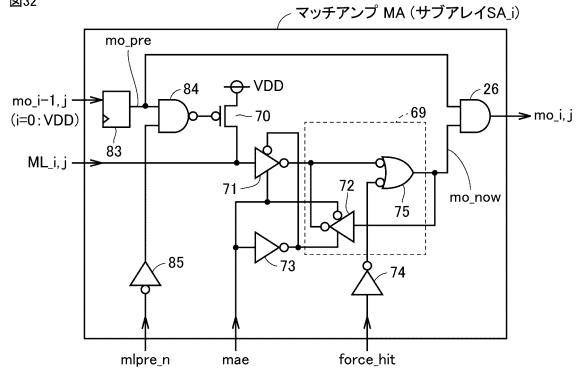 図32
マッチアンプ MA (サブアレイSA_i)
mo_pre
84
VDD
26
mo_i-1, j
(i=0:VDD)
70
69
mo_i, j
83
ML_i, j
71
72
75
mo_now
73
74
85
mlpre_n
mae
force_hit